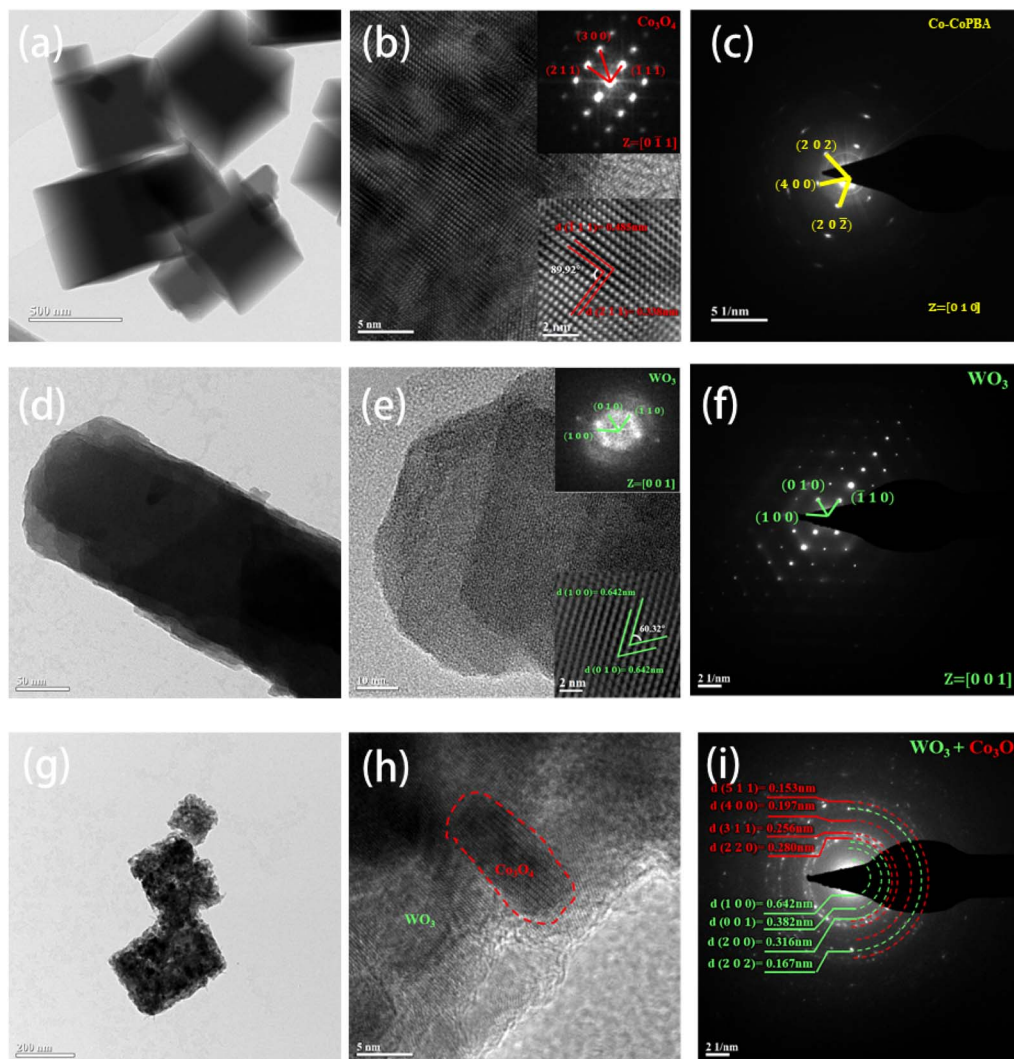 (a)
500 nm
(b)
Co₃O₄
(3 0 0)
(2 1 1)
(1̄ 1 1)
Z=[0 1̄ 1]
89.92°
5 nm
2 nm
(c)
Co-CoPBA
(2 0 2)
(4 0 0)
(2 0 2̄)
5 1/nm
Z=[0 1 0]
(d)
50 nm
(e)
WO₃
(0 1 0)
(1̄ 1 0)
(1 0 0)
Z=[0 0 1]
d (1 0 0)= 0.642nm
60.32°
d (0 1 0)= 0.642nm
10 nm
2 nm
(f)
WO₃
(0 1 0)
(1̄ 1 0)
(1 0 0)
2 1/nm
Z=[0 0 1]
(g)
200 nm
(h)
Co₃O₄
WO₃
5 nm
(i)
WO₃ + Co₃O
d (5 1 1)= 0.153nm
d (4 0 0)= 0.197nm
d (3 1 1)= 0.256nm
d (2 2 0)= 0.280nm
d (1 0 0)= 0.642nm
d (0 0 1)= 0.382nm
d (2 0 0)= 0.316nm
d (2 0 2)= 0.167nm
2 1/nm